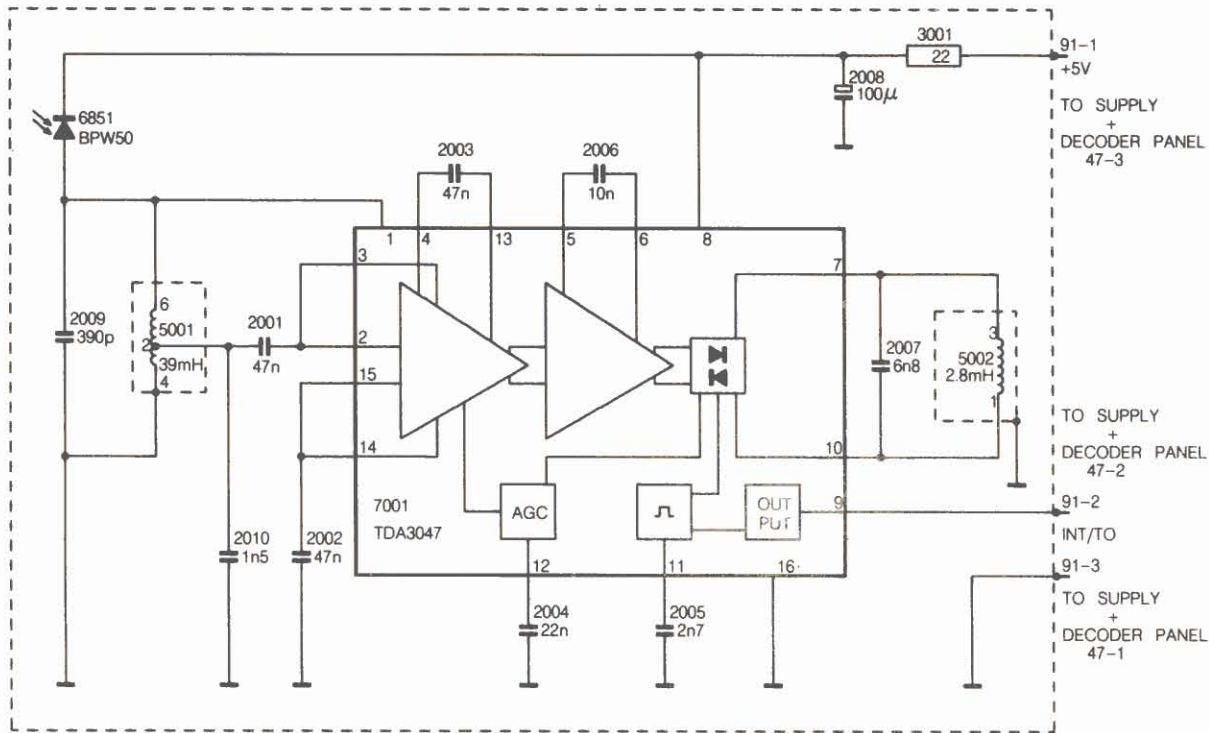 3001
22
91-1
+5V
2008
100µ
TO SUPPLY
+
DECODER PANEL
47-3
6851
BPW50
2003
47n
2006
10n
1
4
13
5
6
8
3
7
2009
390p
6
5001
2
39mH
4
2001
47n
2
15
14
2007
6n8
3
5002
2.8mH
1
10
TO SUPPLY
+
DECODER PANEL
47-2
7001
TDA3047
AGC
OUT
PUT
9
91-2
INT/TO
2010
1n5
2002
47n
12
11
16
91-3
2004
22n
2005
2n7
TO SUPPLY
+
DECODER PANEL
47-1